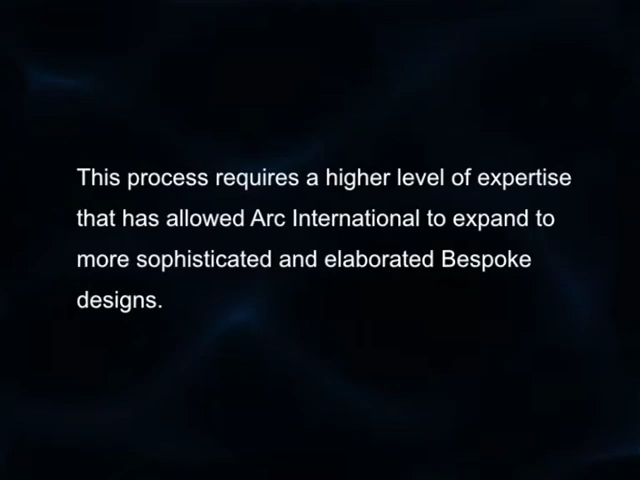 This process requires a higher level of expertise
that has allowed Arc International to expand to
more sophisticated and elaborated Bespoke
designs.